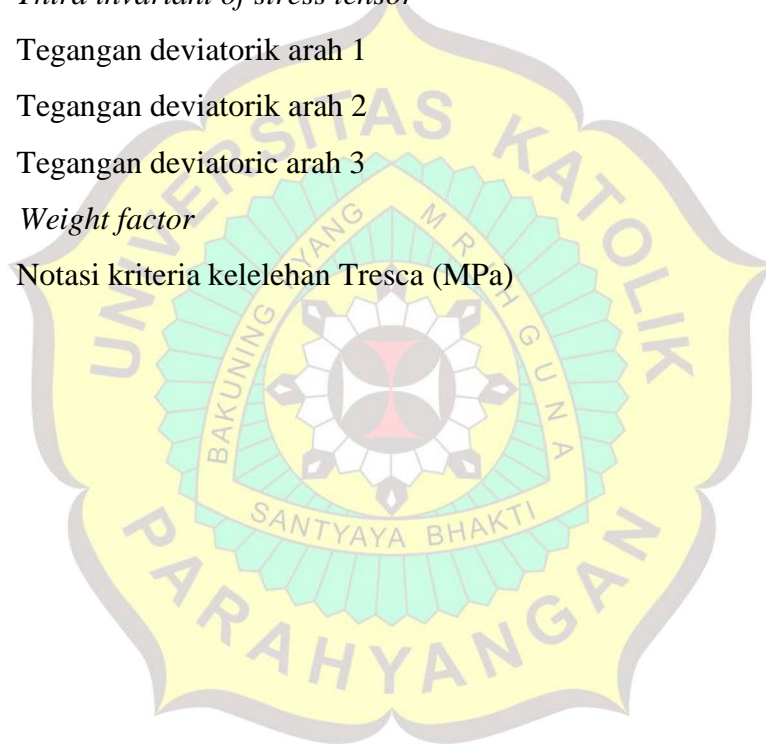 Third invariant of stress tensor
Tegangan deviatorik arah 1
Tegangan deviatorik arah 2
Tegangan deviatoric arah 3
Weight factor
Notasi kriteria kelelehan Tresca (MPa)
UNIVERSITAS KATOLIK
BAKUNING HYANG MRIH GUNA
SANTYAYA BHAKTI
PARAHYANGAN